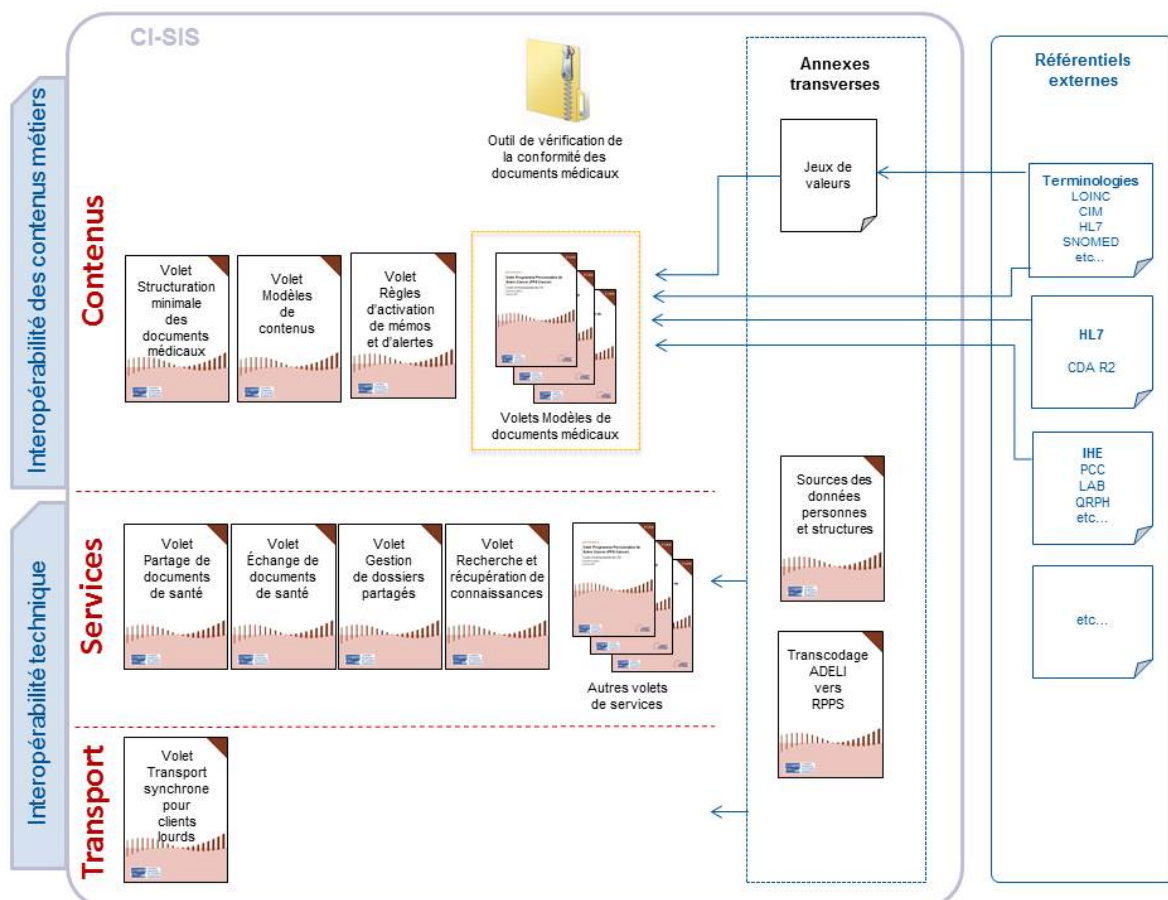 CI-SIS
Interopérabilité des contenus métiers
Contenus
Outil de vérification de
la conformité des
documents médicaux
Volet
Structuration
minimale
des
documents
médicaux
Volet
Modèles
de
contenus
Volet
Règles
d'activation
de mémos
et d'alertes
Volets Modèles de
documents médicaux
Annexes
transverses
Jeux de
valeurs
Sources des
données
personnes
et structures
Transcodage
ADELI
vers
RPPS
Référentiels
externes
Terminologies
LOINC
CIM
HL7
SNOMED
etc...
HL7
CDA R2
IHE
PCC
LAB
QRPH
etc...
etc...
Interopérabilité technique
Services
Volet
Partage de
documents
de santé
Volet
Échange de
documents
de santé
Volet
Gestion
de dossiers
partagés
Volet
Recherche et
récupération de
connaissances
Autres volets
de services
Transport
Volet
Transport
synchrone
pour
clients
lourds